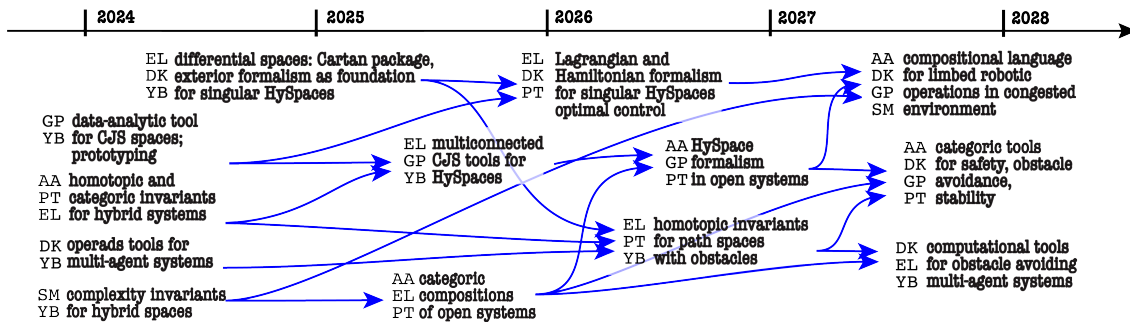 2024 2025 2026 2027 2028
EL differential spaces: Cartan package,
DK exterior formalism as foundation
YB for singular HySpaces
EL Lagrangian and
DK Hamiltonian formalism
PT for singular HySpaces
optimal control
AA compositional language
DK for limbed robotic
GP operations in congested
SM environment
GP data-analytic tool
YB for CJS spaces;
prototyping
EL multiconnected
GP CJS tools for
YB HySpaces
AA HySpace
GP formalism
PT in open systems
AA categoric tools
DK for safety, obstacle
GP avoidance,
PT stability
AA homotopic and
PT categoric invariants
EL for hybrid systems
EL homotopic invariants
PT for path spaces
YB with obstacles
DK operads tools for
YB multi-agent systems
DK computational tools
EL for obstacle avoiding
YB multi-agent systems
SM complexity invariants
YB for hybrid spaces
AA categoric
EL compositions
PT of open systems